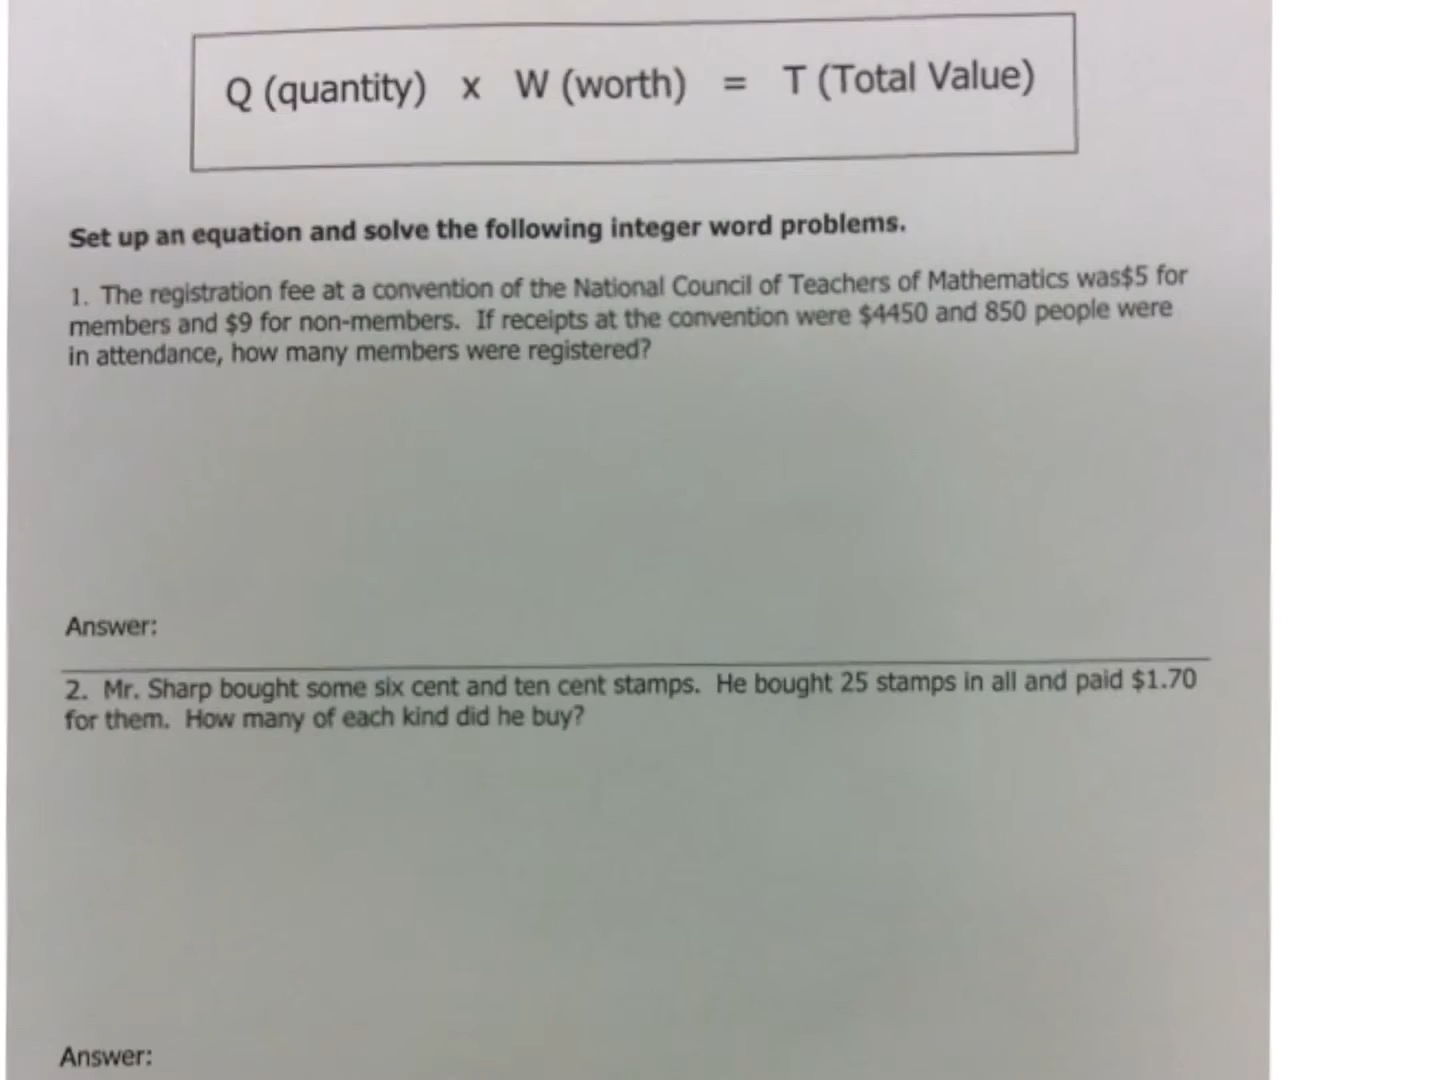 Q (quantity) x W (worth) = T (Total Value)
Set up an equation and solve the following integer word problems.
1. The registration fee at a convention of the National Council of Teachers of Mathematics was$5 for
members and $9 for non-members. If receipts at the convention were $4450 and 850 people were
in attendance, how many members were registered?
Answer:
2. Mr. Sharp bought some six cent and ten cent stamps. He bought 25 stamps in all and paid $1.70
for them. How many of each kind did he buy?
Answer: